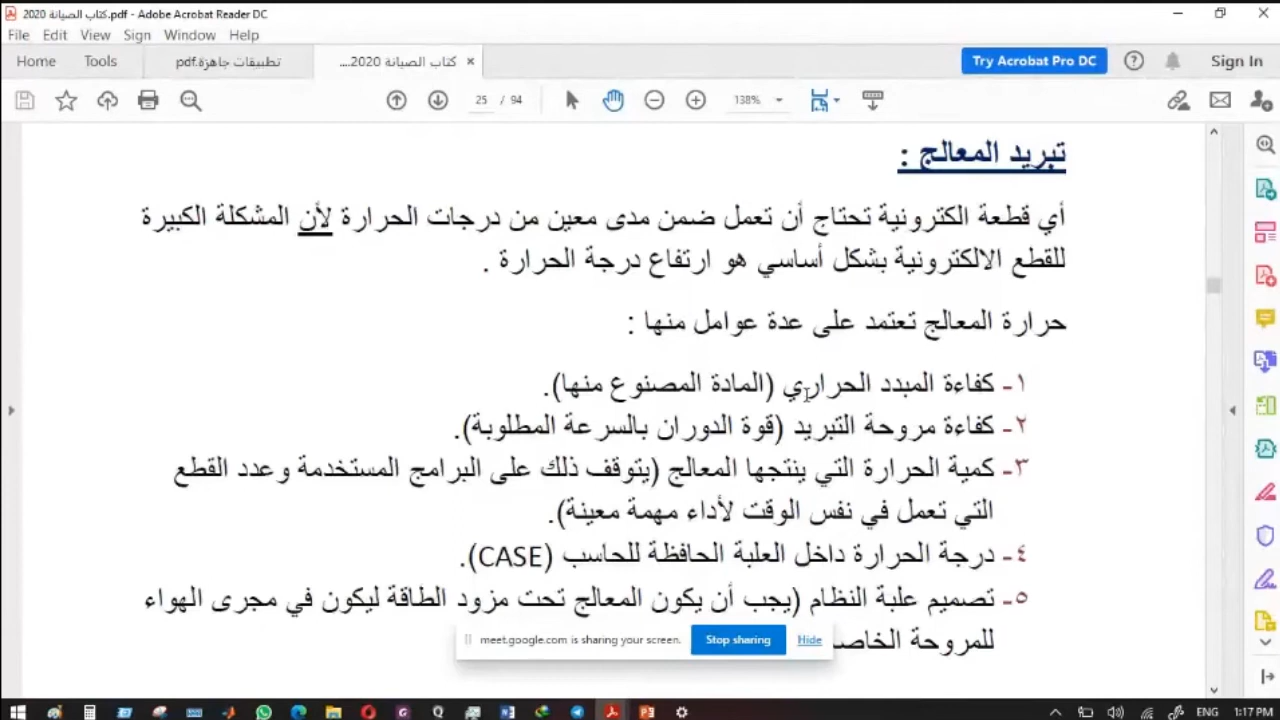 كتاب الصيانة 2020.pdf - Adobe Acrobat Reader DC
File Edit View Sign Window Help
Home Tools تطبيقات جاهزة.pdf كتاب الصيانة 2020... × Try Acrobat Pro DC Sign In
25 / 94 138%
تبريد المعالج :
أي قطعة الكترونية تحتاج أن تعمل ضمن مدى معين من درجات الحرارة لأن المشكلة الكبيرة
للقطع الالكترونية بشكل أساسي هو ارتفاع درجة الحرارة .
حرارة المعالج تعتمد على عدة عوامل منها :
١- كفاءة المبدد الحراري (المادة المصنوع منها).
٢- كفاءة مروحة التبريد (قوة الدوران بالسرعة المطلوبة).
٣- كمية الحرارة التي ينتجها المعالج (يتوقف ذلك على البرامج المستخدمة وعدد القطع
التي تعمل في نفس الوقت لأداء مهمة معينة).
٤- درجة الحرارة داخل العلبة الحافظة للحاسب (CASE).
٥- تصميم علبة النظام (يجب أن يكون المعالج تحت مزود الطاقة ليكون في مجرى الهواء
للمروحة
meet.google.com is sharing your screen. Stop sharing Hide
ENG 1:17 PM